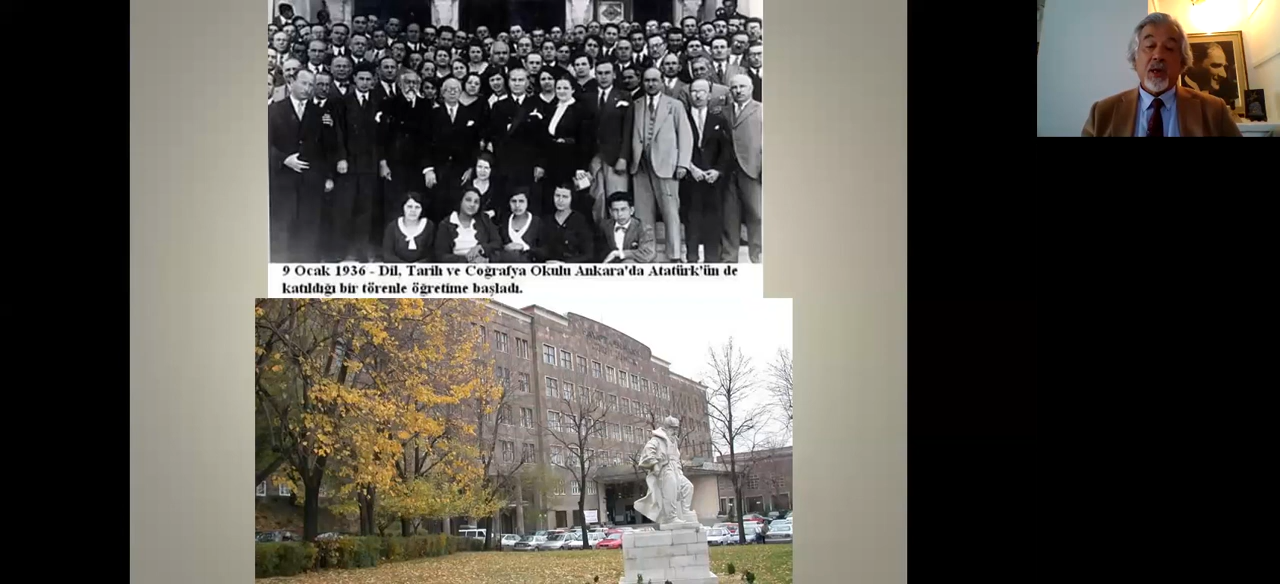 9 Ocak 1936 - Dil, Tarih ve Coğrafya Okulu Ankara'da Atatürk'ün de
katıldığı bir törenle öğretime başladı.